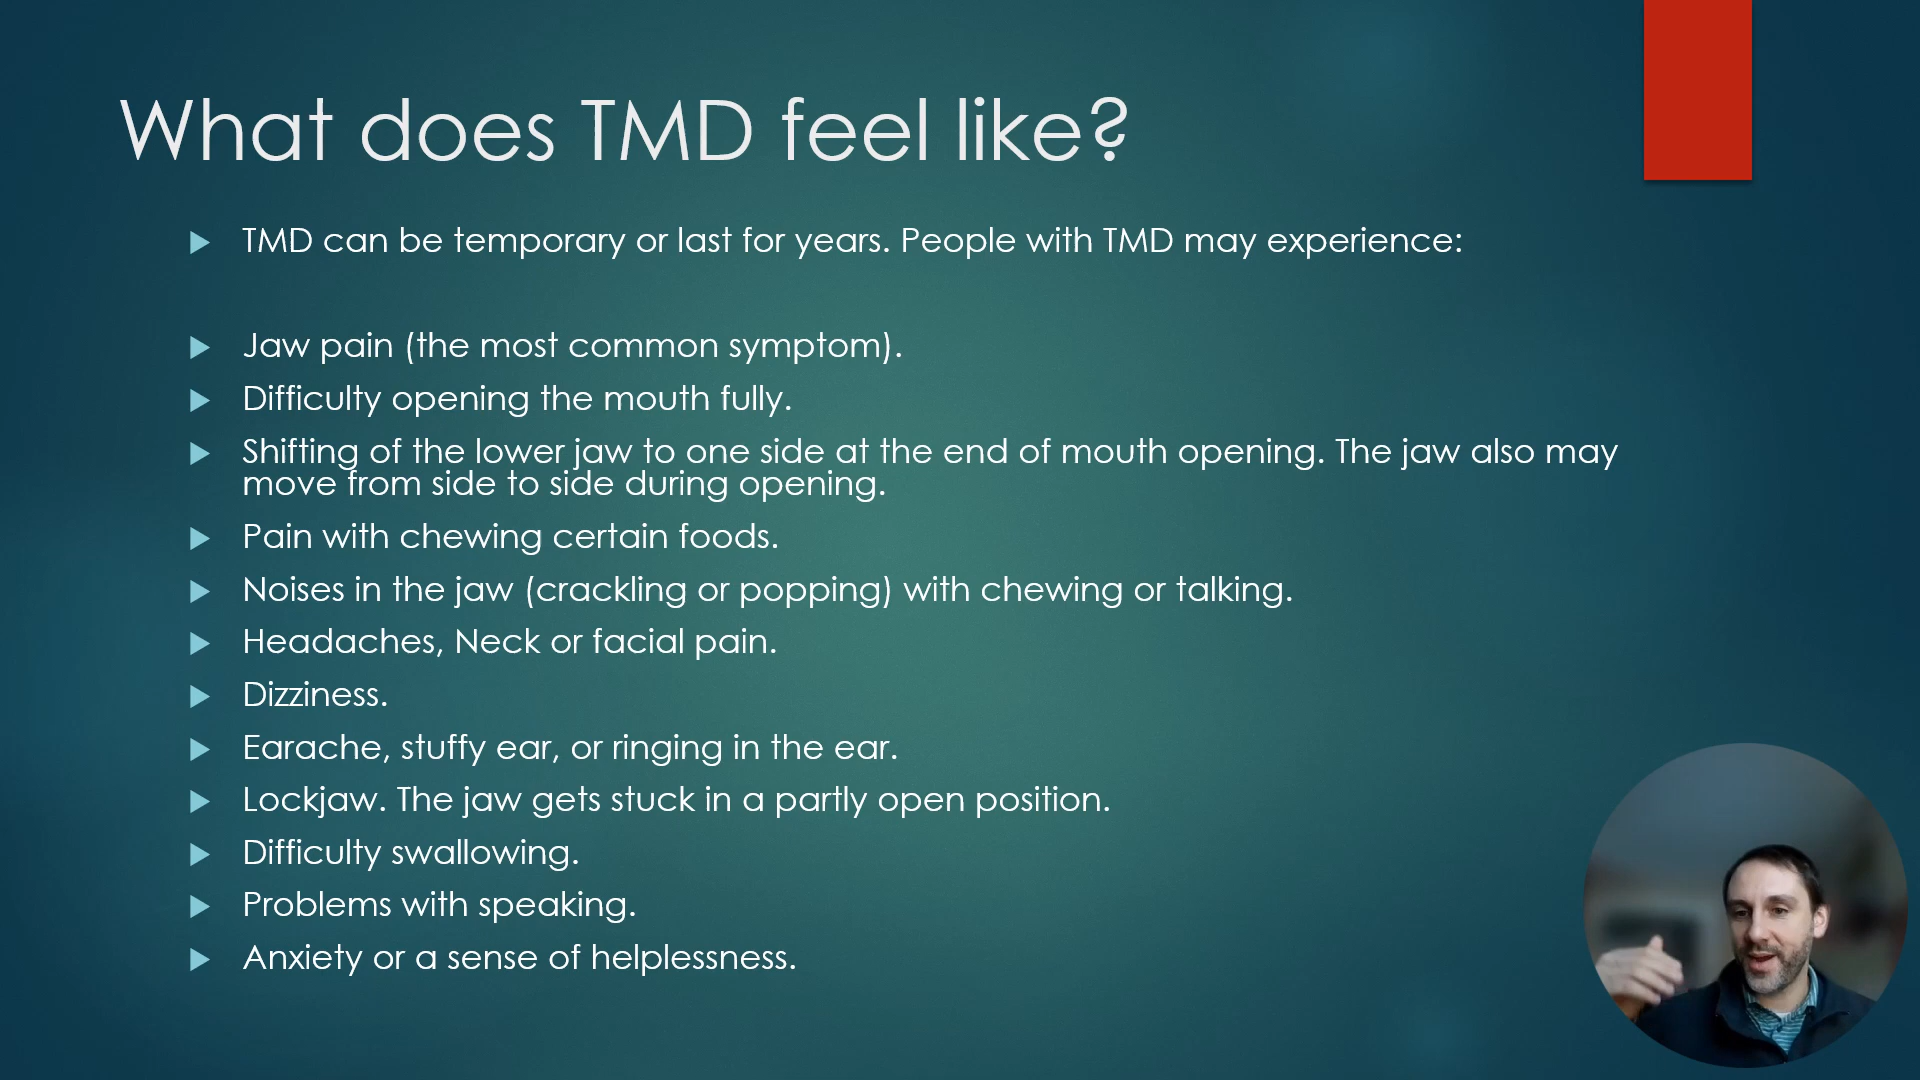 What does TMD feel like?
TMD can be temporary or last for years. People with TMD may experience:
Jaw pain (the most common symptom).
Difficulty opening the mouth fully.
Shifting of the lower jaw to one side at the end of mouth opening. The jaw also may
move from side to side during opening.
Pain with chewing certain foods.
Noises in the jaw (crackling or popping) with chewing or talking.
Headaches, Neck or facial pain.
Dizziness.
Earache, stuffy ear, or ringing in the ear.
Lockjaw. The jaw gets stuck in a partly open position.
Difficulty swallowing.
Problems with speaking.
Anxiety or a sense of helplessness.